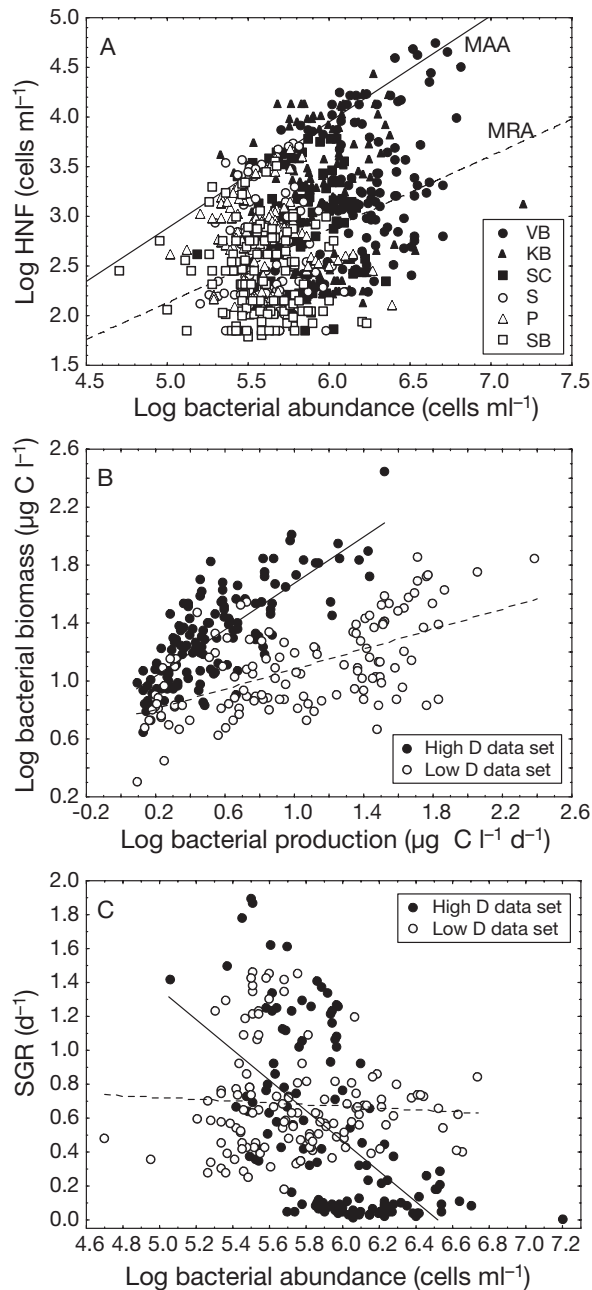 A
MAA
MRA
Log HNF (cells ml⁻¹)
5.0
4.5
4.0
3.5
3.0
2.5
2.0
1.5
VB
KB
SC
S
P
SB
4.5 5.0 5.5 6.0 6.5 7.0 7.5
Log bacterial abundance (cells ml⁻¹)
B
Log bacterial biomass (µg C l⁻¹)
2.6
2.2
1.8
1.4
1.0
0.6
0.2
High D data set
Low D data set
-0.2 0.2 0.6 1.0 1.4 1.8 2.2 2.6
Log bacterial production (µg C l⁻¹ d⁻¹)
C
High D data set
Low D data set
SGR (d⁻¹)
2.0
1.8
1.6
1.4
1.2
1.0
0.8
0.6
0.4
0.2
0.0
4.6 4.8 5.0 5.2 5.4 5.6 5.8 6.0 6.2 6.4 6.6 6.8 7.0 7.2
Log bacterial abundance (cells ml⁻¹)